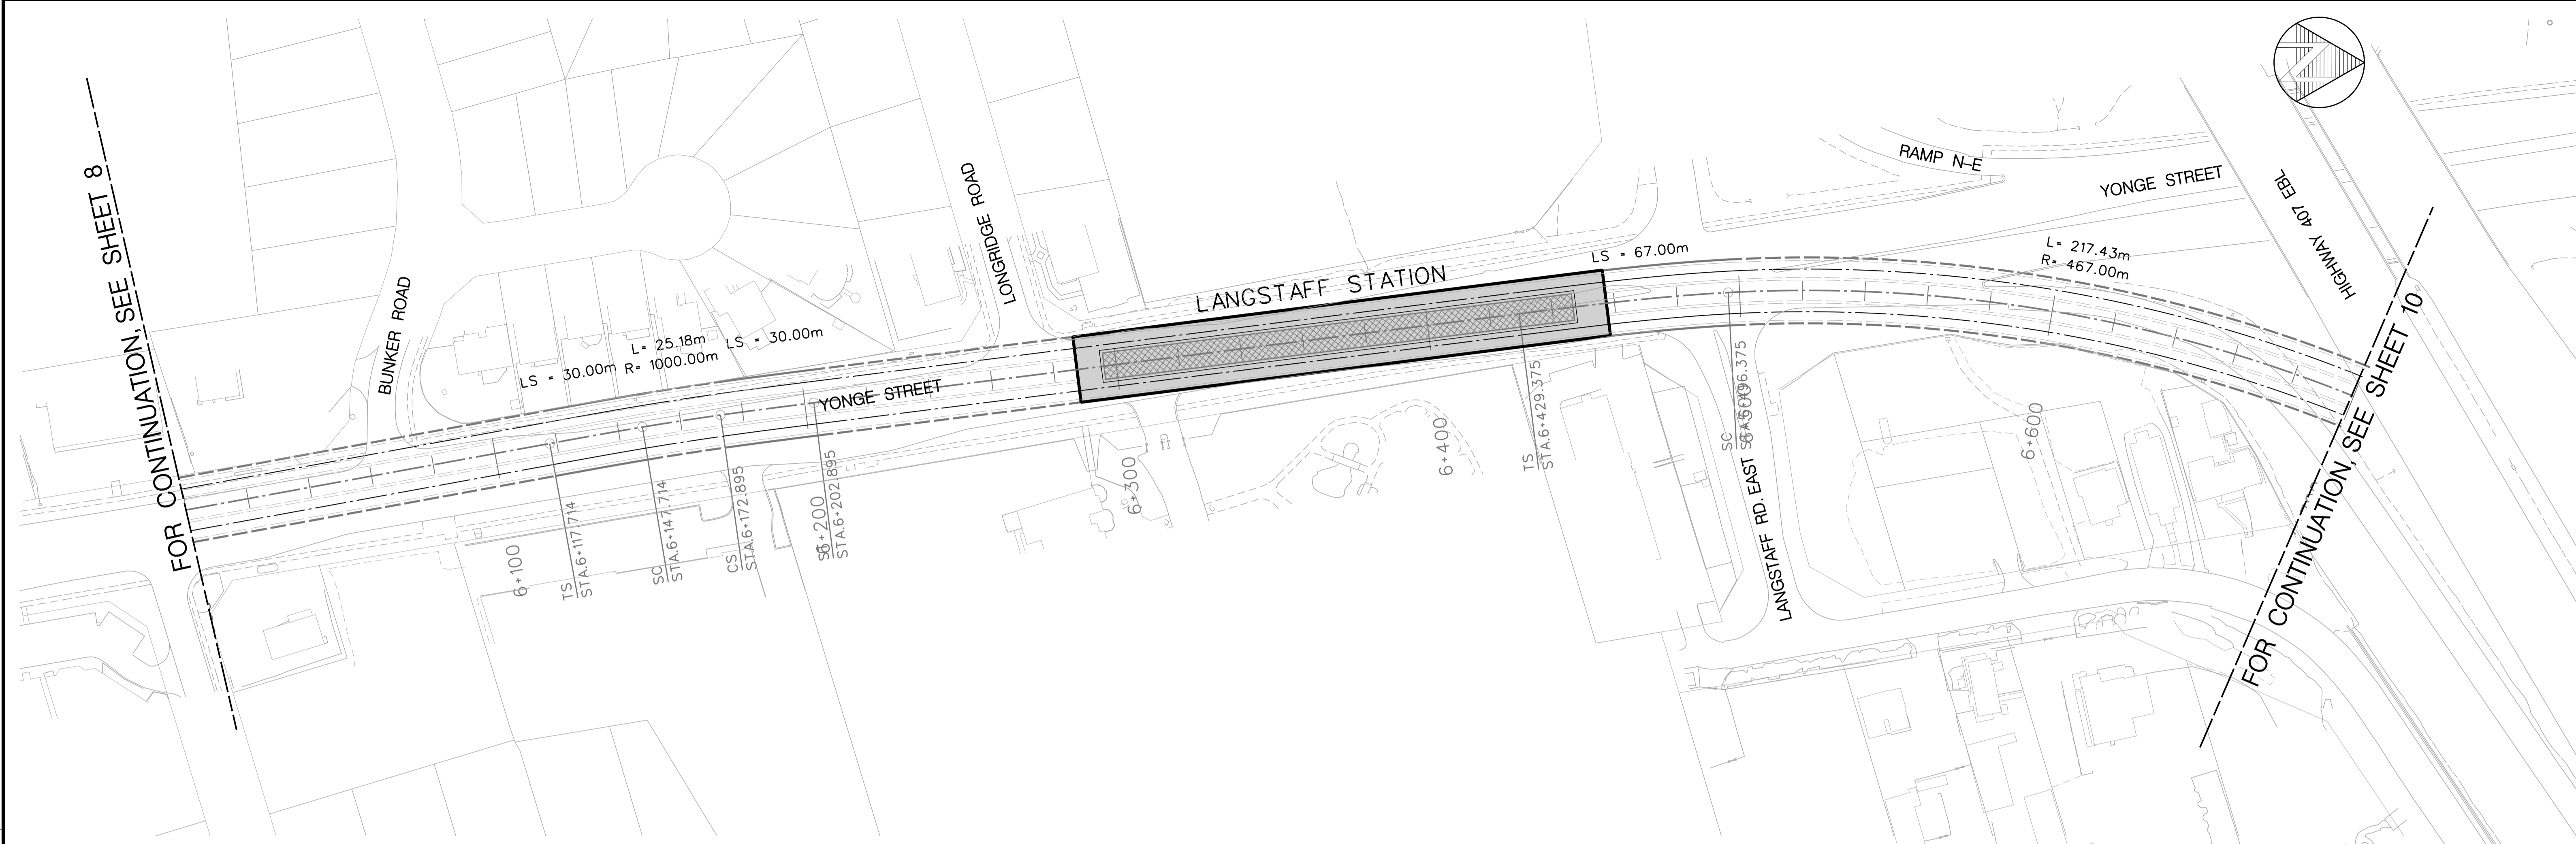 FOR CONTINUATION, SEE SHEET 8
BUNKER ROAD
LS = 30.00m
L= 25.18m
R= 1000.00m
LS = 30.00m
YONGE STREET
LONGRIDGE ROAD
LANGSTAFF STATION
LS = 67.00m
RAMP N-E
YONGE STREET
L= 217.43m
R= 467.00m
HIGHWAY 407 EBL
N
FOR CONTINUATION, SEE SHEET 10
6+100
TS
STA.6+117.714
SC
STA.6+147.714
CS
STA.6+172.895
6+200
STA.6+202.895
6+300
6+400
TS
STA.6+429.375
SC
STA.6+496.375
LANGSTAFF RD. EAST
6+600